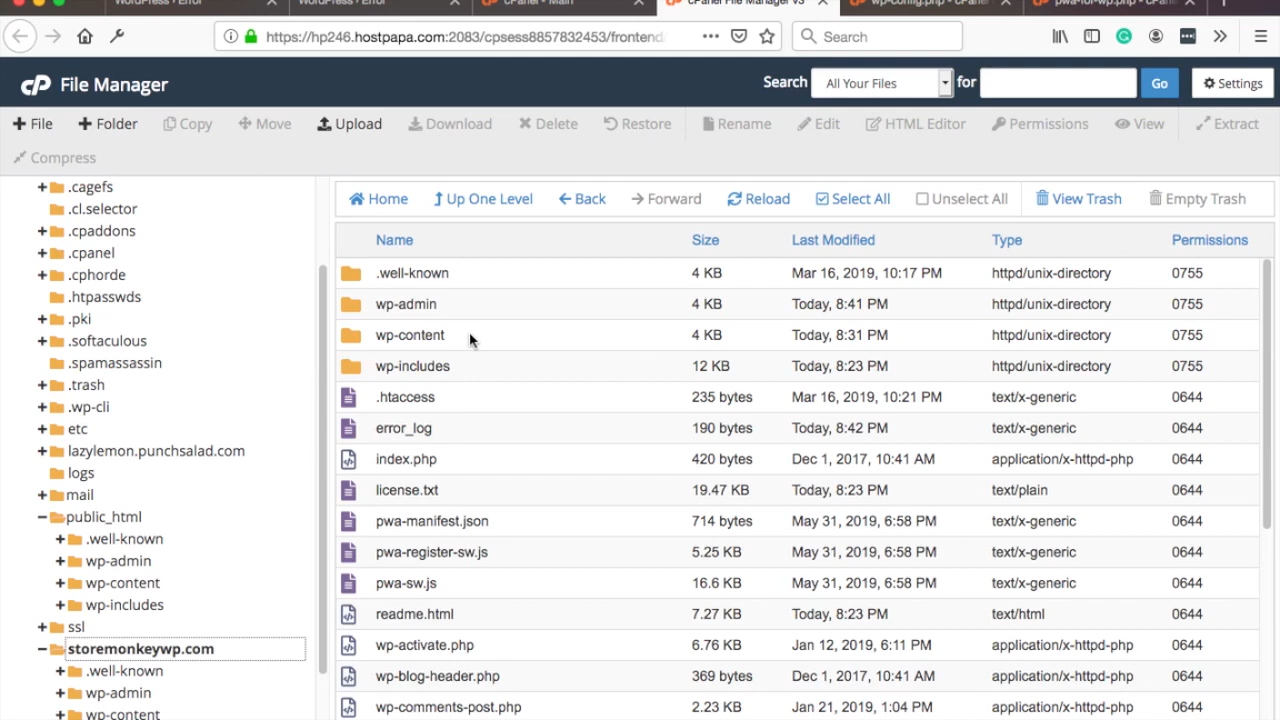 WordPress › Error
WordPress › Error
cPanel - Main
cPanel File Manager v3
wp-config.php - cPanel
pwa-for-wp.php - cPan
https://hp246.hostpapa.com:2083/cpsess8857832453/frontend
Search
cP File Manager
Search All Your Files for Go Settings
File Folder Copy Move Upload Download Delete Restore Rename Edit HTML Editor Permissions View Extract
Compress
.cagefs
.cl.selector
.cpaddons
.cpanel
.cphorde
.htpasswds
.pki
.softaculous
.spamassassin
.trash
.wp-cli
etc
lazylemon.punchsalad.com
logs
mail
public_html
.well-known
wp-admin
wp-content
wp-includes
ssl
storemonkeywp.com
.well-known
wp-admin
wp-content
Home Up One Level Back Forward Reload Select All Unselect All View Trash Empty Trash
Name Size Last Modified Type Permissions
.well-known 4 KB Mar 16, 2019, 10:17 PM httpd/unix-directory 0755
wp-admin 4 KB Today, 8:41 PM httpd/unix-directory 0755
wp-content 4 KB Today, 8:31 PM httpd/unix-directory 0755
wp-includes 12 KB Today, 8:23 PM httpd/unix-directory 0755
.htaccess 235 bytes Mar 16, 2019, 10:21 PM text/x-generic 0644
error_log 190 bytes Today, 8:42 PM text/x-generic 0644
index.php 420 bytes Dec 1, 2017, 10:41 AM application/x-httpd-php 0644
license.txt 19.47 KB Today, 8:23 PM text/plain 0644
pwa-manifest.json 714 bytes May 31, 2019, 6:58 PM text/x-generic 0644
pwa-register-sw.js 5.25 KB May 31, 2019, 6:58 PM text/x-generic 0644
pwa-sw.js 16.6 KB May 31, 2019, 6:58 PM text/x-generic 0644
readme.html 7.27 KB Today, 8:23 PM text/html 0644
wp-activate.php 6.76 KB Jan 12, 2019, 6:11 PM application/x-httpd-php 0644
wp-blog-header.php 369 bytes Dec 1, 2017, 10:41 AM application/x-httpd-php 0644
wp-comments-post.php 2.23 KB Jan 21, 2019, 1:04 PM application/x-httpd-php 0644